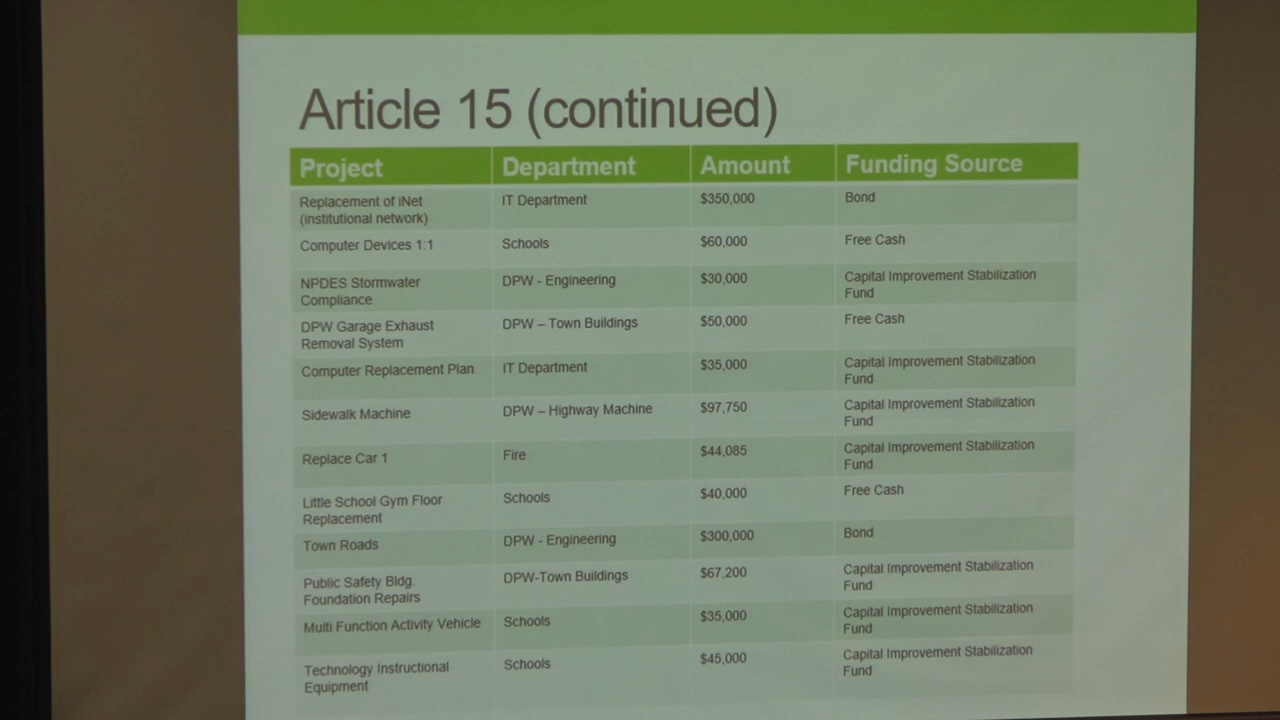 Article 15 (continued)
Project Department Amount Funding Source
Replacement of iNet IT Department $350,000 Bond
(institutional network)
Computer Devices 1:1 Schools $60,000 Free Cash
NPDES Stormwater DPW - Engineering $30,000 Capital Improvement Stabilization
Compliance Fund
DPW Garage Exhaust DPW – Town Buildings $50,000 Free Cash
Removal System
Computer Replacement Plan IT Department $35,000 Capital Improvement Stabilization
Fund
Sidewalk Machine DPW – Highway Machine $97,750 Capital Improvement Stabilization
Fund
Replace Car 1 Fire $44,085 Capital Improvement Stabilization
Fund
Little School Gym Floor Schools $40,000 Free Cash
Replacement
Town Roads DPW - Engineering $300,000 Bond
Public Safety Bldg. DPW-Town Buildings $67,200 Capital Improvement Stabilization
Foundation Repairs Fund
Multi Function Activity Vehicle Schools $35,000 Capital Improvement Stabilization
Fund
Technology Instructional Schools $45,000 Capital Improvement Stabilization
Equipment Fund